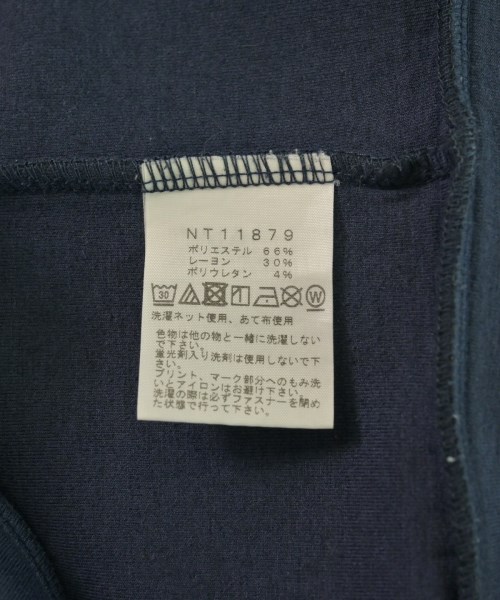 NT11879
ポリエステル 66%
レーヨン 30%
ポリウレタン 4%
30 W
洗濯ネット使用、あて布使用
色物は他の物と一緒に洗濯しない
で下さい。
蛍光剤入り洗剤は使用しないで下
さい。
プリント、マーク部分へのもみ洗
いとアイロンはお避け下さい。
洗濯の際は必ずファスナーを閉め
た状態で行って下さい。